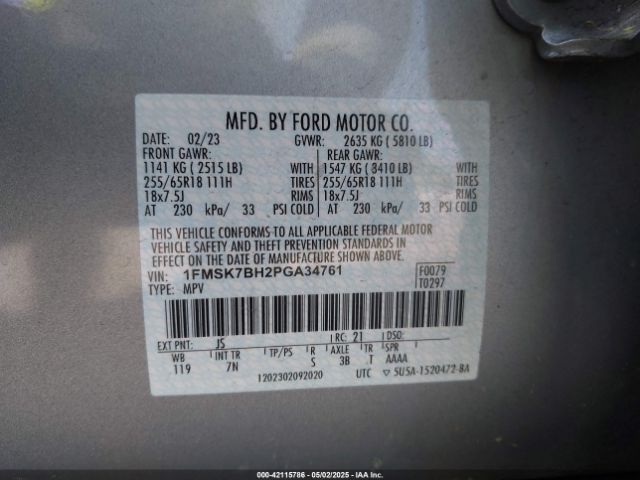 MFD. BY FORD MOTOR CO.
DATE: 02/23 GVWR: 2635 KG ( 5810 LB)
FRONT GAWR: REAR GAWR:
1141 KG ( 2515 LB) WITH 1547 KG ( 3410 LB) WITH
255/65R18 111H TIRES 255/65R18 111H TIRES
18x7.5J RIMS 18x7.5J RIMS
AT 230 kPa/ 33 PSI COLD AT 230 kPa/ 33 PSI COLD
THIS VEHICLE CONFORMS TO ALL APPLICABLE FEDERAL MOTOR
VEHICLE SAFETY AND THEFT PREVENTION STANDARDS IN
EFFECT ON THE DATE OF MANUFACTURE SHOWN ABOVE.
VIN: 1FMSK7BH2PGA34761 F0079
TYPE: MPV T0297
EXT PNT: JS RC: 21 DSO:
WB INT TR TP/PS R AXLE TR SPR
119 7N S 3B T AAAA
1202302092020 UTC ▽ 5U5A-1520472-BA
000-42115786 - 05/02/2025 - IAA Inc.